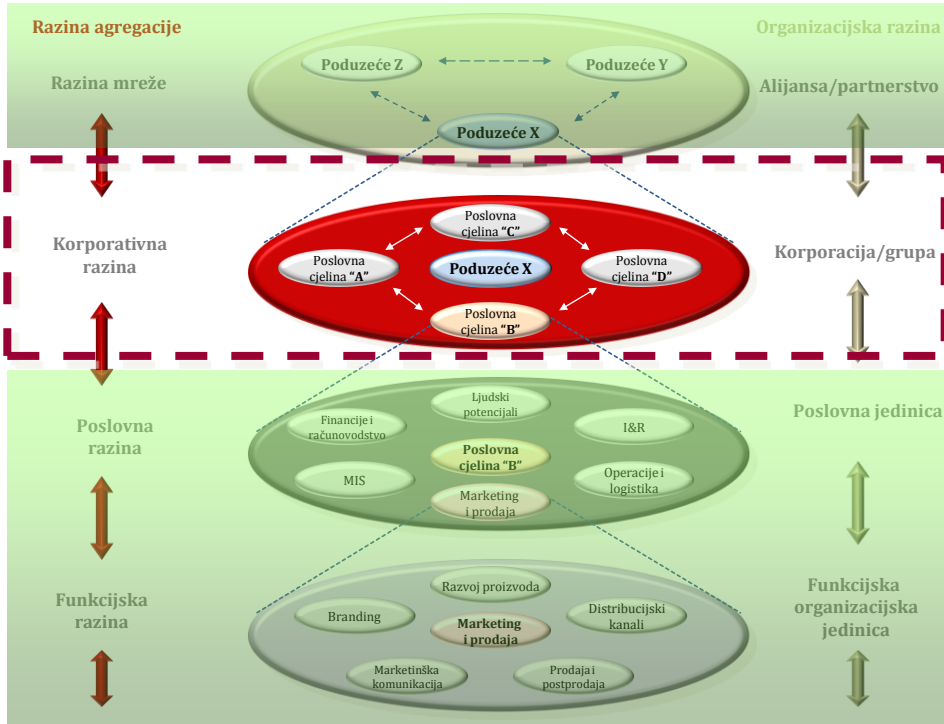 Razina agregacije
Organizacijska razina
Razina mreže
Poduzeće Z
Poduzeće Y
Alijansa/partnerstvo
Poduzeće X
Korporativna
razina
Poslovna
cjelina "C"
Poslovna
cjelina "A"
Poduzeće X
Poslovna
cjelina "D"
Poslovna
cjelina "B"
Korporacija/grupa
Poslovna
razina
Ljudski
potencijali
Financije i
računovodstvo
I&R
Poslovna
cjelina "B"
MIS
Operacije i
logistika
Marketing
i prodaja
Poslovna jedinica
Funkcijska
razina
Razvoj proizvoda
Branding
Distribucijski
kanali
Marketing
i prodaja
Marketinška
komunikacija
Prodaja i
postprodaja
Funkcijska
organizacijska
jedinica